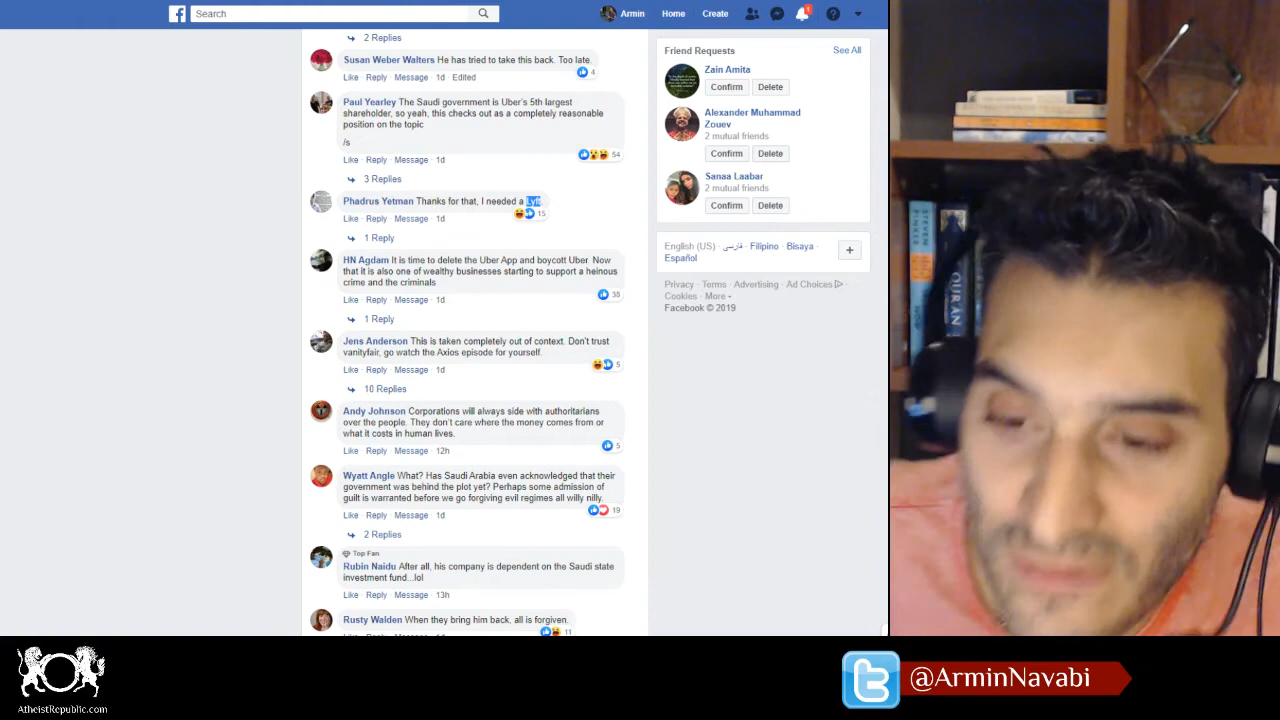 Search
Armin
Home
Create
1
2 Replies
Susan Weber Walters He has tried to take this back. Too late.
4
Like · Reply · Message · 1d · Edited
Paul Yearley The Saudi government is Uber's 5th largest
shareholder, so yeah, this checks out as a completely reasonable
position on the topic
/s
54
Like · Reply · Message · 1d
3 Replies
Phadrus Yetman Thanks for that, I needed a Lyft
15
Like · Reply · Message · 1d
1 Reply
HN Agdam It is time to delete the Uber App and boycott Uber. Now
that it is also one of wealthy businesses starting to support a heinous
crime and the criminals
38
Like · Reply · Message · 1d
1 Reply
Jens Anderson This is taken completely out of context. Don't trust
vanityfair, go watch the Axios episode for yourself.
5
Like · Reply · Message · 1d
10 Replies
Andy Johnson Corporations will always side with authoritarians
over the people. They don't care where the money comes from or
what it costs in human lives.
5
Like · Reply · Message · 12h
Wyatt Angle What? Has Saudi Arabia even acknowledged that their
government was behind the plot yet? Perhaps some admission of
guilt is warranted before we go forgiving evil regimes all willy nilly.
19
Like · Reply · Message · 1d
2 Replies
Top Fan
Rubin Naidu After all, his company is dependent on the Saudi state
investment fund...lol
Like · Reply · Message · 13h
Rusty Walden When they bring him back, all is forgiven.
11
Friend Requests
See All
Zain Amita
Confirm
Delete
Alexander Muhammad
Zouev
2 mutual friends
Confirm
Delete
Sanaa Laabar
2 mutual friends
Confirm
Delete
English (US) · فارسی · Filipino · Bisaya ·
Español
Privacy · Terms · Advertising · Ad Choices ·
Cookies · More
Facebook © 2019
STEVEN
PINKER
QUR'AN
AtheistRepublic.com
@ArminNavabi